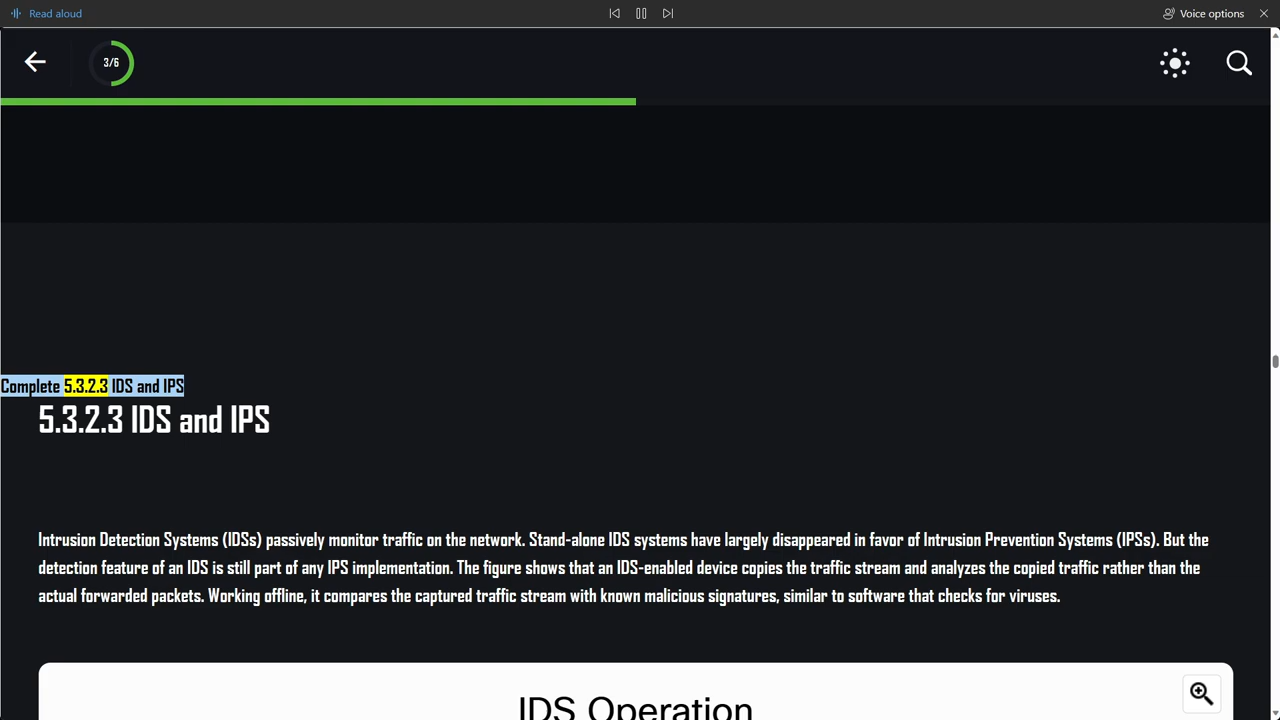 Read aloud
Voice options
3/6
Complete 5.3.2.3 IDS and IPS
5.3.2.3 IDS and IPS
Intrusion Detection Systems (IDSs) passively monitor traffic on the network. Stand-alone IDS systems have largely disappeared in favor of Intrusion Prevention Systems (IPSs). But the
detection feature of an IDS is still part of any IPS implementation. The figure shows that an IDS-enabled device copies the traffic stream and analyzes the copied traffic rather than the
actual forwarded packets. Working offline, it compares the captured traffic stream with known malicious signatures, similar to software that checks for viruses.
IDS Operation